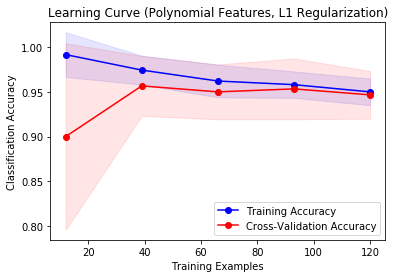 Learning Curve (Polynomial Features, L1 Regularization)
1.00
0.95
0.90
0.85
0.80
Classification Accuracy
Training Accuracy
Cross-Validation Accuracy
20 40 60 80 100 120
Training Examples